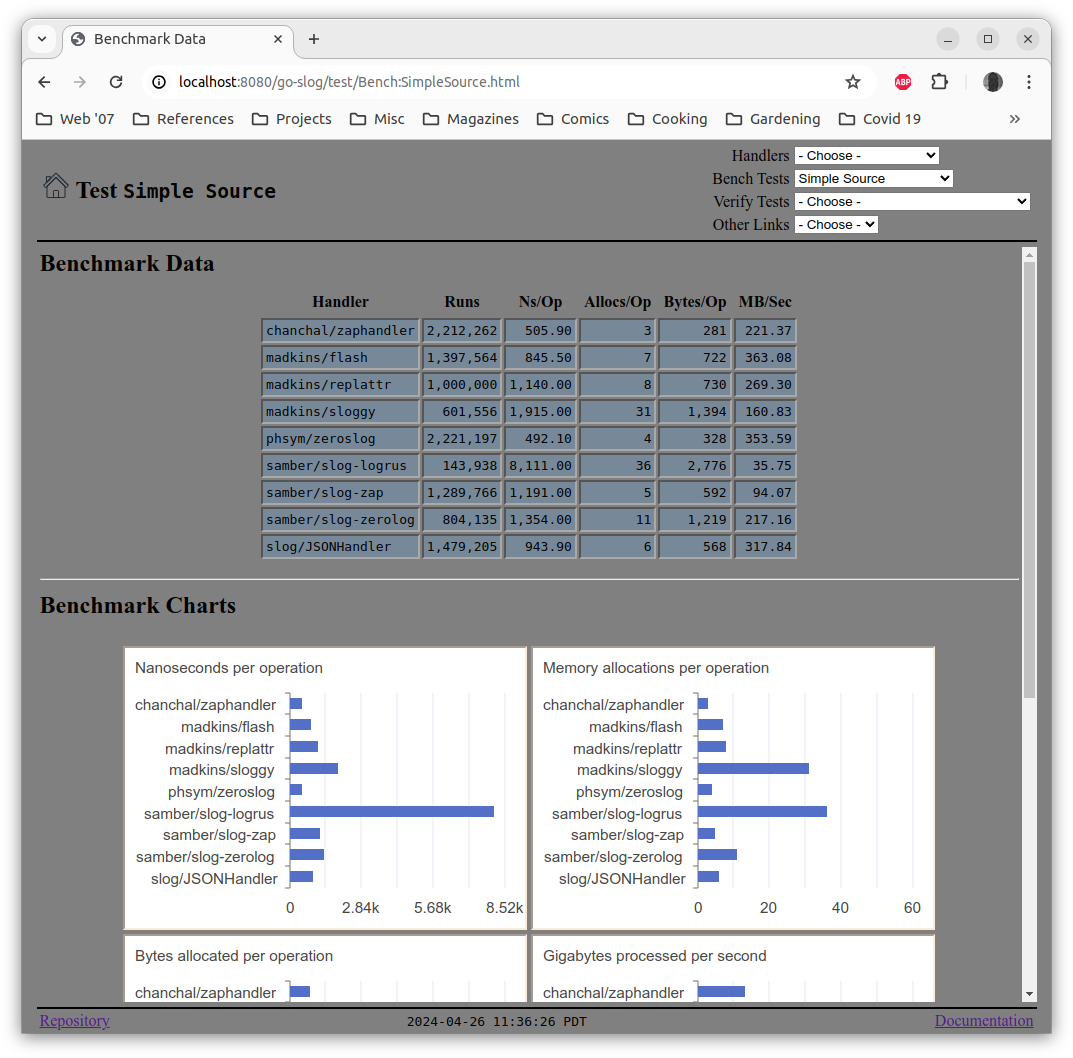 Benchmark Data
localhost:8080/go-slog/test/Bench:SimpleSource.html
ABP
Web '07 References Projects Misc Magazines Comics Cooking Gardening Covid 19 »
Test Simple Source
Handlers - Choose -
Bench Tests Simple Source
Verify Tests - Choose -
Other Links - Choose -
Benchmark Data
Handler Runs Ns/Op Allocs/Op Bytes/Op MB/Sec
chanchal/zaphandler 2,212,262 505.90 3 281 221.37
madkins/flash 1,397,564 845.50 7 722 363.08
madkins/replattr 1,000,000 1,140.00 8 730 269.30
madkins/sloggy 601,556 1,915.00 31 1,394 160.83
phsym/zeroslog 2,221,197 492.10 4 328 353.59
samber/slog-logrus 143,938 8,111.00 36 2,776 35.75
samber/slog-zap 1,289,766 1,191.00 5 592 94.07
samber/slog-zerolog 804,135 1,354.00 11 1,219 217.16
slog/JSONHandler 1,479,205 943.90 6 568 317.84
Benchmark Charts
Nanoseconds per operation
chanchal/zaphandler
madkins/flash
madkins/replattr
madkins/sloggy
phsym/zeroslog
samber/slog-logrus
samber/slog-zap
samber/slog-zerolog
slog/JSONHandler
0 2.84k 5.68k 8.52k
Memory allocations per operation
chanchal/zaphandler
madkins/flash
madkins/replattr
madkins/sloggy
phsym/zeroslog
samber/slog-logrus
samber/slog-zap
samber/slog-zerolog
slog/JSONHandler
0 20 40 60
Bytes allocated per operation
chanchal/zaphandler
Gigabytes processed per second
chanchal/zaphandler
Repository 2024-04-26 11:36:26 PDT Documentation